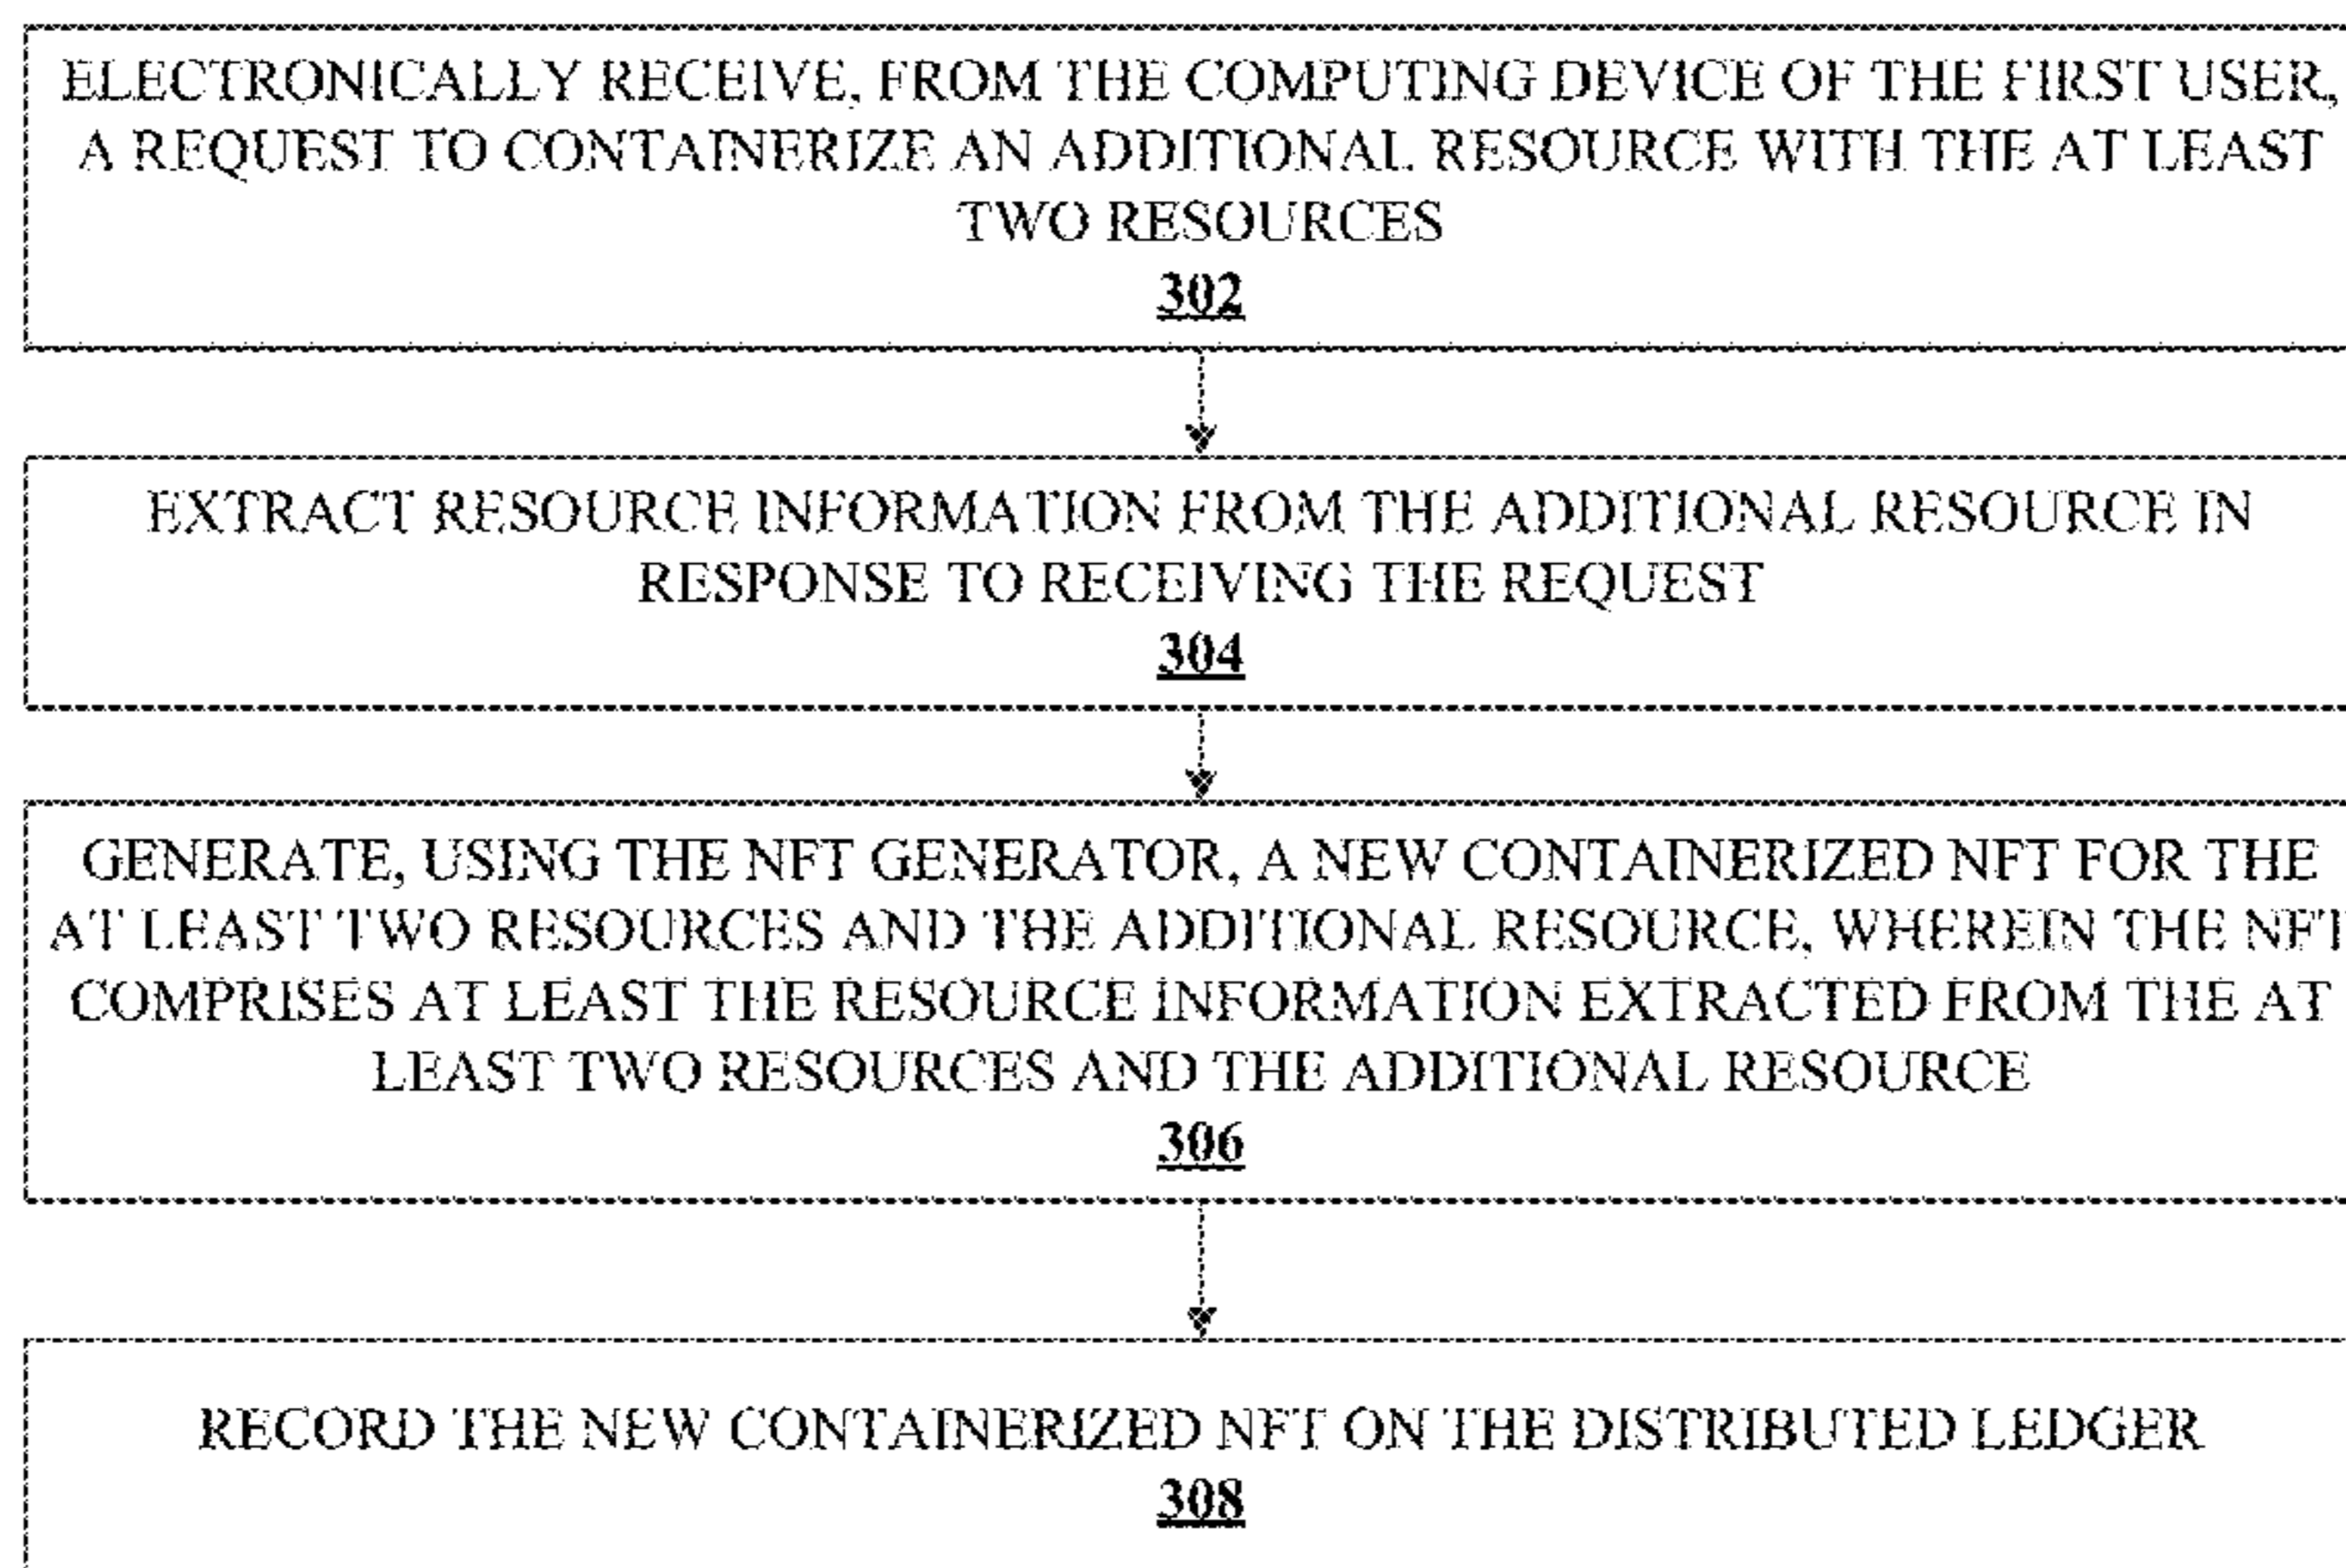 ELECTRONICALLY RECEIVE, FROM THE COMPUTING DEVICE OF THE FIRST USER,
A REQUEST TO CONTAINERIZE AN ADDITIONAL RESOURCE WITH THE AT LEAST
TWO RESOURCES
302
EXTRACT RESOURCE INFORMATION FROM THE ADDITIONAL RESOURCE IN
RESPONSE TO RECEIVING THE REQUEST
304
GENERATE, USING THE NFT GENERATOR, A NEW CONTAINERIZED NFT FOR THE
AT LEAST TWO RESOURCES AND THE ADDITIONAL RESOURCE, WHEREIN THE NFT
COMPRISES AT LEAST THE RESOURCE INFORMATION EXTRACTED FROM THE AT
LEAST TWO RESOURCES AND THE ADDITIONAL RESOURCE
306
RECORD THE NEW CONTAINERIZED NFT ON THE DISTRIBUTED LEDGER
308